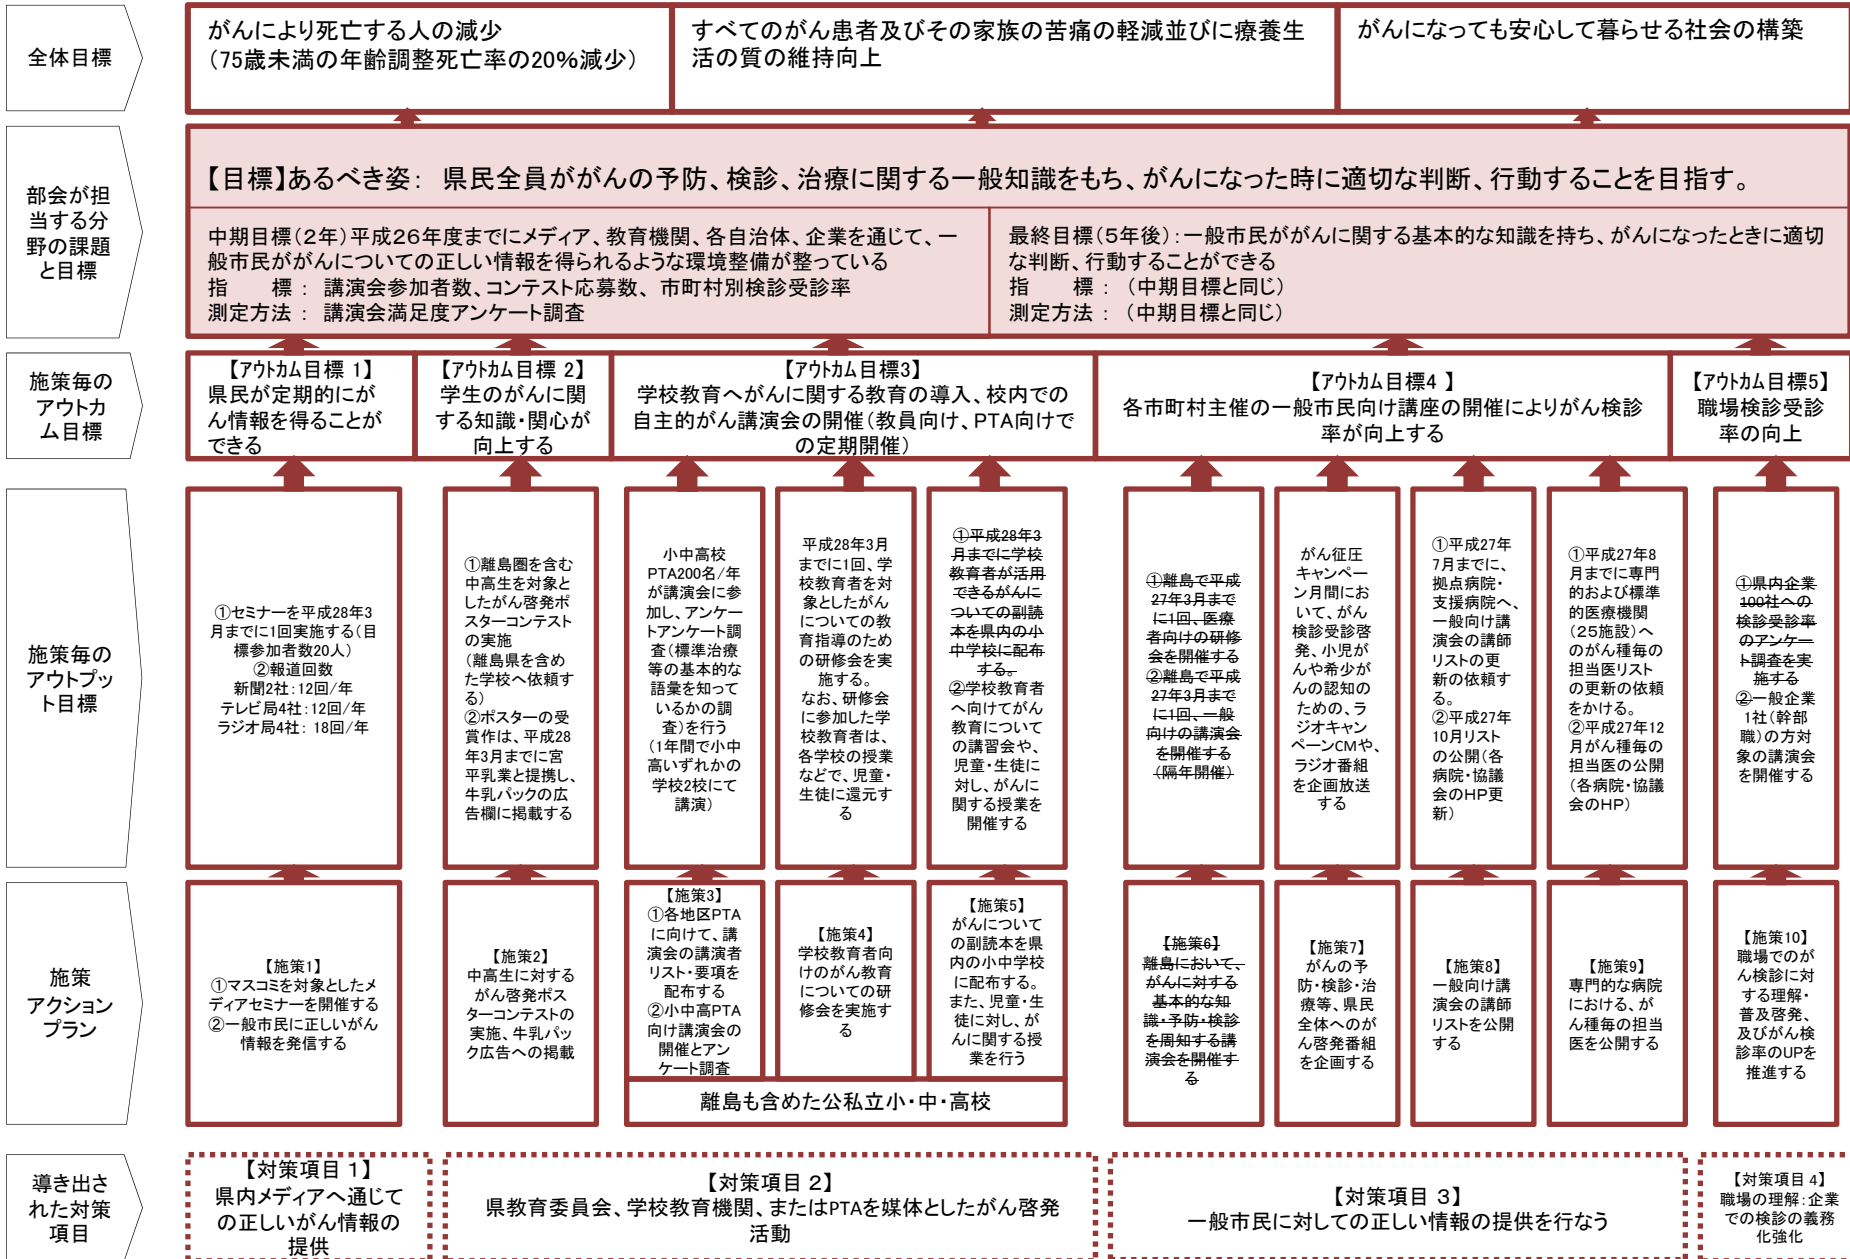 全体目標
がんにより死亡する人の減少
（75歳未満の年齢調整死亡率の20％減少）
すべてのがん患者及びその家族の苦痛の軽減並びに療養生
活の質の維持向上
がんになっても安心して暮らせる社会の構築
部会が担
当する分
野の課題
と目標
【目標】あるべき姿： 県民全員ががんの予防、検診、治療に関する一般知識をもち、がんになった時に適切な判断、行動することを目指す。
中期目標（2年）平成２６年度までにメディア、教育機関、各自治体、企業を通じて、一
般市民ががんについての正しい情報を得られるような環境整備が整っている
指　　標 ： 講演会参加者数、コンテスト応募数、 市町村別検診受診率
測定方法 ： 講演会満足度アンケート調査
最終目標（5年後）：一般市民ががんに関する基本的な知識を持ち、がんになったときに適切
な判断、行動することができる
指　　標 ： （中期目標と同じ）
測定方法 ： （中期目標と同じ）
施策毎の
アウトカ
ム目標
【アウトカム目標 1】
県民が定期的にが
ん情報を得ることが
できる
【アウトカム目標 2】
学生のがんに関
する知識・関心が
向上する
【アウトカム目標3】
学校教育へがんに関する教育の導入、校内での
自主的がん講演会の開催（教員向け、PTA向けで
の定期開催）
【アウトカム目標4 】
各市町村主催の一般市民向け講座の開催によりがん検診
率が向上する
【アウトカム目標5】
職場検診受診
率の向上
施策毎の
アウトプッ
ト目標
①セミナーを平成28年3
月までに1回実施する（目
標参加者数20人）
②報道回数
新聞2社：12回/年
テレビ局4社：12回/年
ラジオ局4社： 18回/年
①離島圏を含む
中高生を対象と
したがん啓発ポ
スターコンテスト
の実施
（離島県を含め
た学校へ依頼す
る）
②ポスターの受
賞作は、平成28
年3月までに宮
平乳業と提携し、
牛乳パックの広
告欄に掲載する
小中高校
PTA200名/年
が講演会に参
加し、アンケー
トアンケート調
査（標準治療
等の基本的な
語彙を知って
いるかの調
査）を行う
（1年間で小中
高いずれかの
学校2校にて
講演）
平成28年3月
までに1回、学
校教育者を対
象としたがん
についての教
育指導のため
の研修会を実
施する。
なお、研修会
に参加した学
校教育者は、
各学校の授業
などで、児童・
生徒に還元す
る
①平成28年3
月までに学校
教育者が活用
できるがんに
ついての副読
本を県内の小
中学校に配布
する。
②学校教育者
へ向けてがん
教育について
の講習会や、
児童・生徒に
対し、がんに
関する授業を
開催する
①離島で平成
27年3月まで
に1回、医療
者向けの研修
会を開催する
②離島で平成
27年3月まで
に1回、一般
向けの講演会
を開催する
（隔年開催）
がん征圧
キャンペー
ン月間にお
いて、がん
検診受診啓
発、小児が
んや希少が
んの認知の
ための、ラ
ジオキャン
ペーンCMや、
ラジオ番組
を企画放送
する
①平成27年
7月までに、
拠点病院・
支援病院へ、
一般向け講
演会の講師
リストの更
新の依頼す
る。
②平成27年
10月リスト
の公開（各
病院・協議
会のHP更
新）
①平成27年8
月までに専門
的および標準
的医療機関
（25施設）へ
のがん種毎の
担当医リスト
の更新の依頼
をかける。
②平成27年12
月がん種毎の
担当医の公開
（各病院・協議
会のHP）
①県内企業
100社への
検診受診率
のアンケー
ト調査を実
施する
②一般企業
1社（幹部
職）の方対
象の講演会
を開催する
施策
アクション
プラン
【施策1】
①マスコミを対象としたメ
ディアセミナーを開催する
②一般市民に正しいがん
情報を発信する
【施策2】
中高生に対する
がん啓発ポス
ターコンテストの
実施、牛乳パッ
ク広告への掲載
【施策3】
①各地区PTA
に向けて、講
演会の講演者
リスト・要項を
配布する
②小中高PTA
向け講演会の
開催とアン
ケート調査
【施策4】
学校教育者向
けのがん教育
についての研
修会を実施す
る
【施策5】
がんについて
の副読本を県
内の小中学校
に配布する。
また、児童・生
徒に対し、が
んに関する授
業を行う
離島も含めた公私立小・中・高校
【施策6】
離島において、
がんに対する
基本的な知
識・予防・検診
を周知する講
演会を開催す
る
【施策7】
がんの予
防・検診・治
療等、県民
全体へのが
ん啓発番組
を企画する
【施策8】
一般向け講
演会の講師
リストを公開
する
【施策9】
専門的な病院
における、が
ん種毎の担当
医を公開する
【施策10】
職場でのが
ん検診に対
する理解・
普及啓発、
及びがん検
診率のUPを
推進する
導き出さ
れた対策
項目
【対策項目 1】
県内メディアへ通じて
の正しいがん情報の
提供
【対策項目 2】
県教育委員会、学校教育機関、またはPTAを媒体としたがん啓発
活動
【対策項目 3】
一般市民に対しての正しい情報の提供を行なう
【対策項目 4】
職場の理解：企業
での検診の義務
化強化